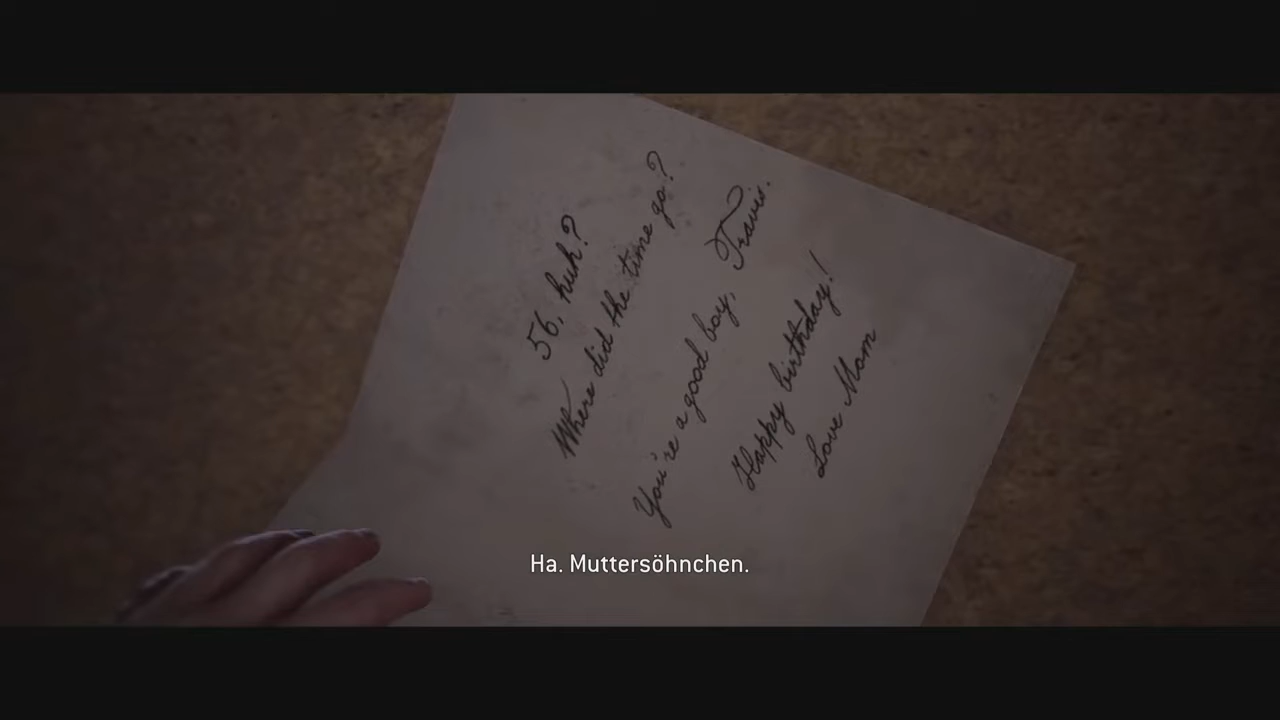 56, huh?
Where did the time go?
You're a good boy, Travis.
Happy birthday!
Love Mom
Ha. Muttersöhnchen.